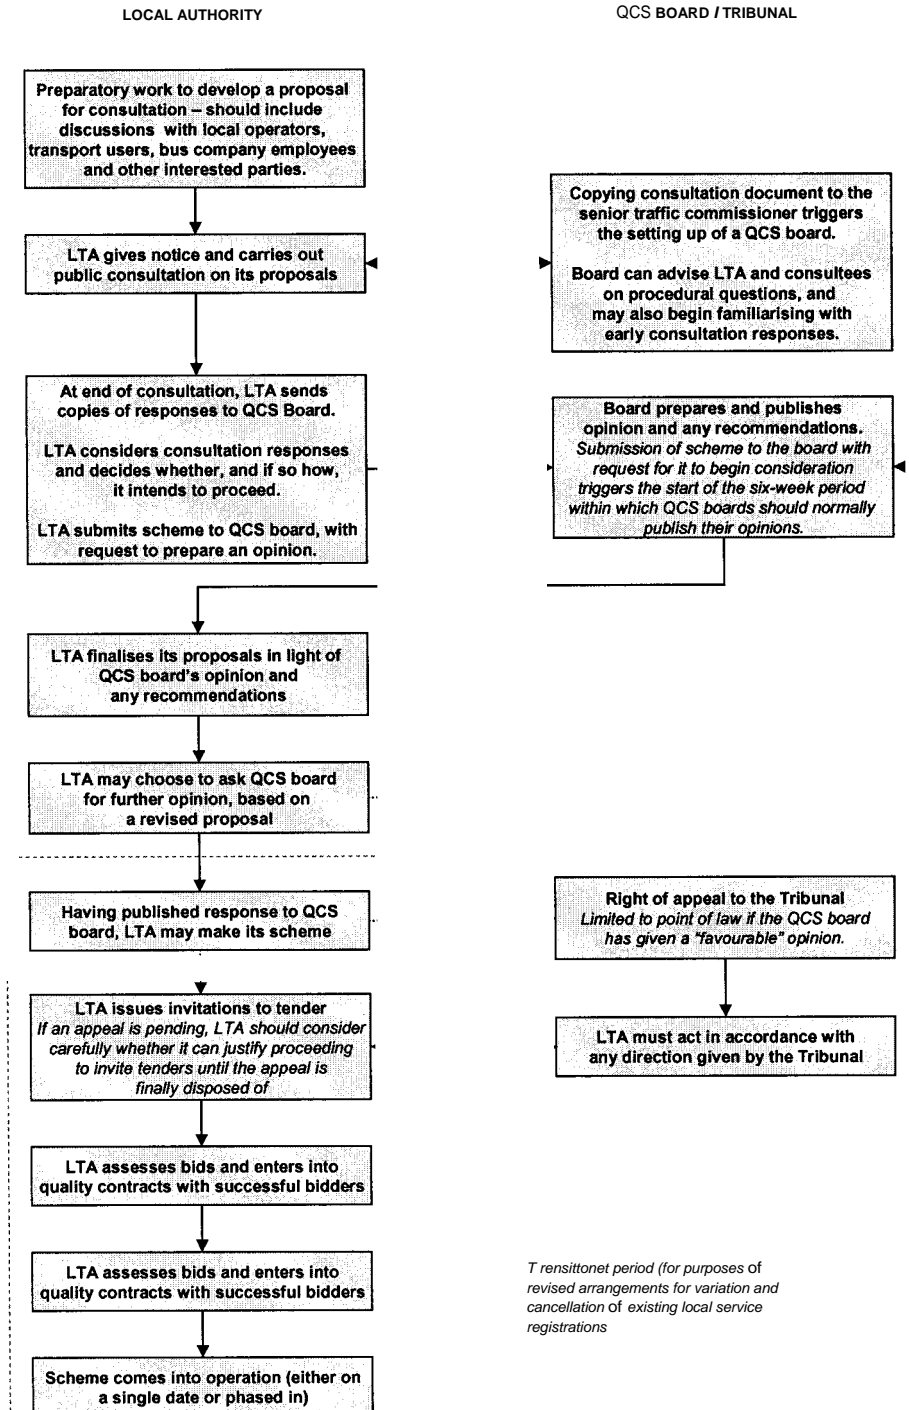 LOCAL AUTHORITY
QCS BOARD / TRIBUNAL
Preparatory work to develop a proposal
for consultation – should include
discussions with local operators,
transport users, bus company employees
and other interested parties.
LTA gives notice and carries out
public consultation on its proposals
Copying consultation document to the
senior traffic commissioner triggers
the setting up of a QCS board.
Board can advise LTA and consultees
on procedural questions, and
may also begin familiarising with
early consultation responses.
At end of consultation, LTA sends
copies of responses to QCS Board.
LTA considers consultation responses
and decides whether, and if so how,
it intends to proceed.
LTA submits scheme to QCS board, with
request to prepare an opinion.
Board prepares and publishes
opinion and any recommendations.
Submission of scheme to the board with
request for it to begin consideration
triggers the start of the six-week period
within which QCS boards should normally
publish their opinions.
LTA finalises its proposals in light of
QCS board's opinion and
any recommendations
LTA may choose to ask QCS board
for further opinion, based on
a revised proposal
Having published response to QCS
board, LTA may make its scheme
Right of appeal to the Tribunal
Limited to point of law if the QCS board
has given a "favourable" opinion.
LTA issues invitations to tender
If an appeal is pending, LTA should consider
carefully whether it can justify proceeding
to invite tenders until the appeal is
finally disposed of
LTA must act in accordance with
any direction given by the Tribunal
LTA assesses bids and enters into
quality contracts with successful bidders
LTA assesses bids and enters into
quality contracts with successful bidders
T rensittonet period (for purposes of
revised arrangements for variation and
cancellation of existing local service
registrations
Scheme comes into operation (either on
a single date or phased in)